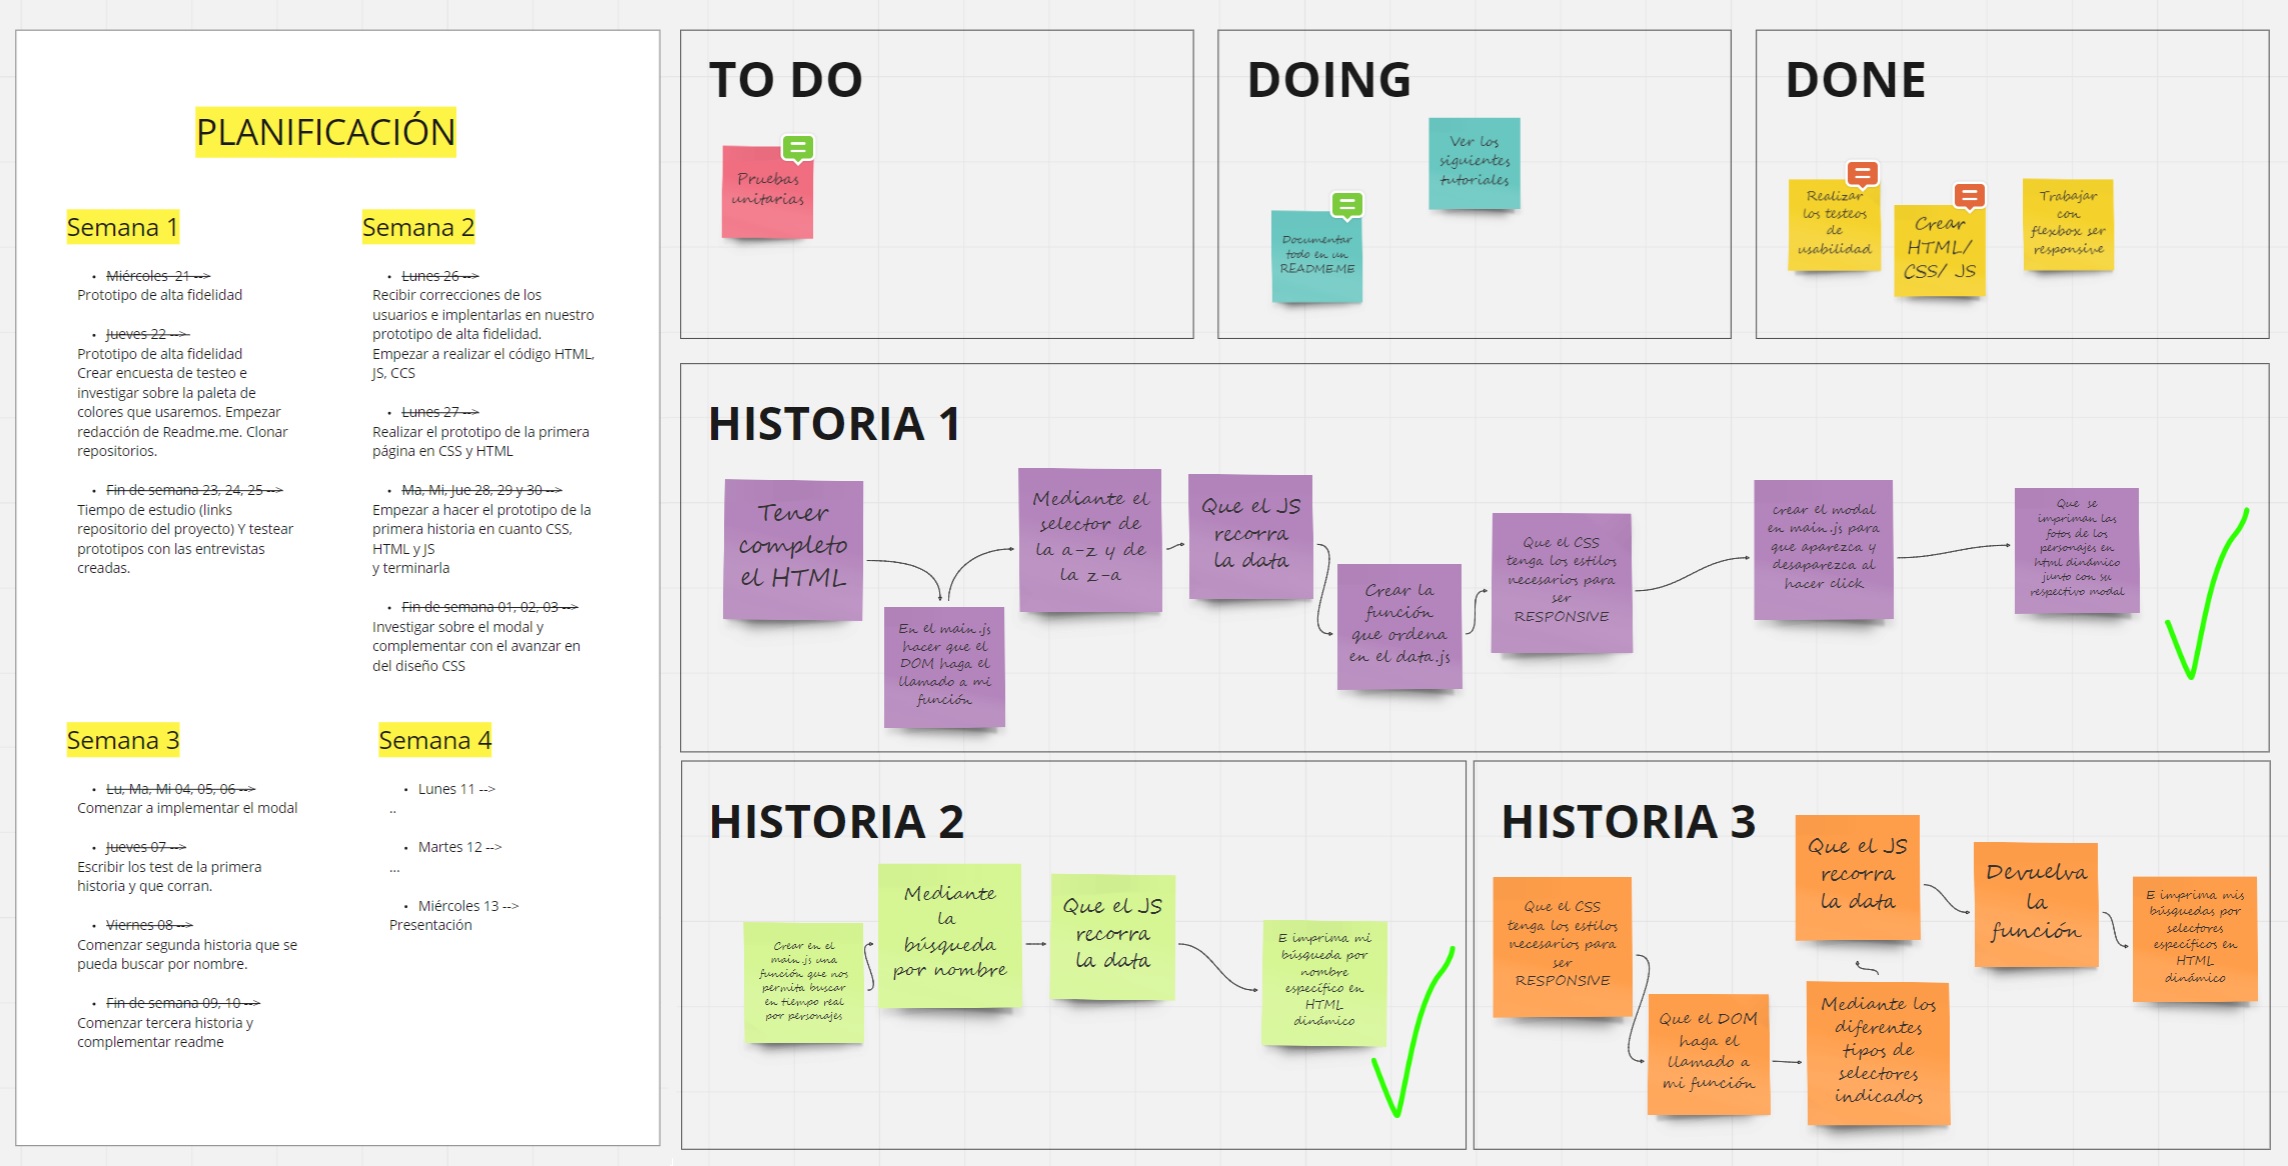 PLANIFICACIÓN
Semana 1
• Miércoles 21 -->
Prototipo de alta fidelidad
• Jueves 22 -->
Prototipo de alta fidelidad
Crear encuesta de testeo e
investigar sobre la paleta de
colores que usaremos. Empezar
redacción de Readme.me. Clonar
repositorios.
• Fin de semana 23, 24, 25 -->
Tiempo de estudio (links
repositorio del proyecto) Y testear
prototipos con las entrevistas
creadas.
Semana 2
• Lunes 26 -->
Recibir correcciones de los
usuarios e implentarlas en nuestro
prototipo de alta fidelidad.
Empezar a realizar el código HTML,
JS, CCS
• Lunes 27 -->
Realizar el prototipo de la primera
página en CSS y HTML
• Ma, Mi, Jue 28, 29 y 30 -->
Empezar a hacer el prototipo de la
primera historia en cuanto CSS,
HTML y JS
y terminarla
• Fin de semana 01, 02, 03 -->
Investigar sobre el modal y
complementar con el avanzar en
del diseño CSS
Semana 3
• Lu, Ma, Mi 04, 05, 06 -->
Comenzar a implementar el modal
• Jueves 07 -->
Escribir los test de la primera
historia y que corran.
• Viernes 08 -->
Comenzar segunda historia que se
pueda buscar por nombre.
• Fin de semana 09, 10 -->
Comenzar tercera historia y
complementar readme
Semana 4
• Lunes 11 -->
..
• Martes 12 -->
...
• Miércoles 13 -->
Presentación
TO DO
Pruebas
unitarias
DOING
Ver los
siguientes
tutoriales
Documentar
todo en un
README.ME
DONE
Realizar
los testeos
de
usabilidad
Crear
HTML/
CSS/ JS
Trabajar
con
flexbox ser
responsive
HISTORIA 1
Tener
completo
el HTML
En el main.js
hacer que el
DOM haga el
llamado a mi
función
Mediante el
selector de
la a-z y de
la z-a
Que el JS
recorra
la data
Crear la
función
que ordena
en el data.js
Que el CSS
tenga los estilos
necesarios para
ser
RESPONSIVE
crear el modal
en main.js para
que aparezca y
desaparezca al
hacer click
Que se
impriman las
fotos de los
personajes en
html dinámico
junto con su
respectivo modal
HISTORIA 2
Crear en el
main.js una
función que nos
permita buscar
en tiempo real
por personajes
Mediante
la
búsqueda
por nombre
Que el JS
recorra
la data
E imprima mi
búsqueda por
nombre
específico en
HTML
dinámico
HISTORIA 3
Que el CSS
tenga los estilos
necesarios para
ser
RESPONSIVE
Que el DOM
haga el
llamado a
mi función
Mediante los
diferentes
tipos de
selectores
indicados
Que el JS
recorra
la data
Devuelva
la
función
E imprima mis
búsquedas por
selectores
específicos en
HTML
dinámico